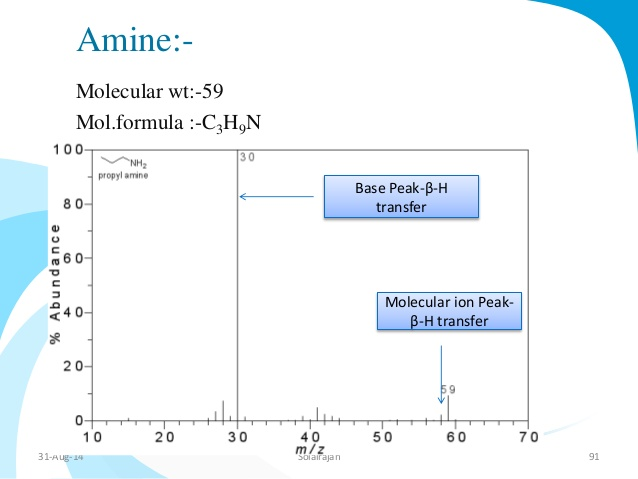 Amine:-
Molecular wt:-59
Mol.formula :-C₃H₉N
100
30
NH₂
propyl amine
Base Peak-β-H
transfer
80
60
% Abundance
40
Molecular ion Peak-
β-H transfer
20
59
0
10 20 30 40 50 60 70
m/z
31-Aug-14
Solairajan
91